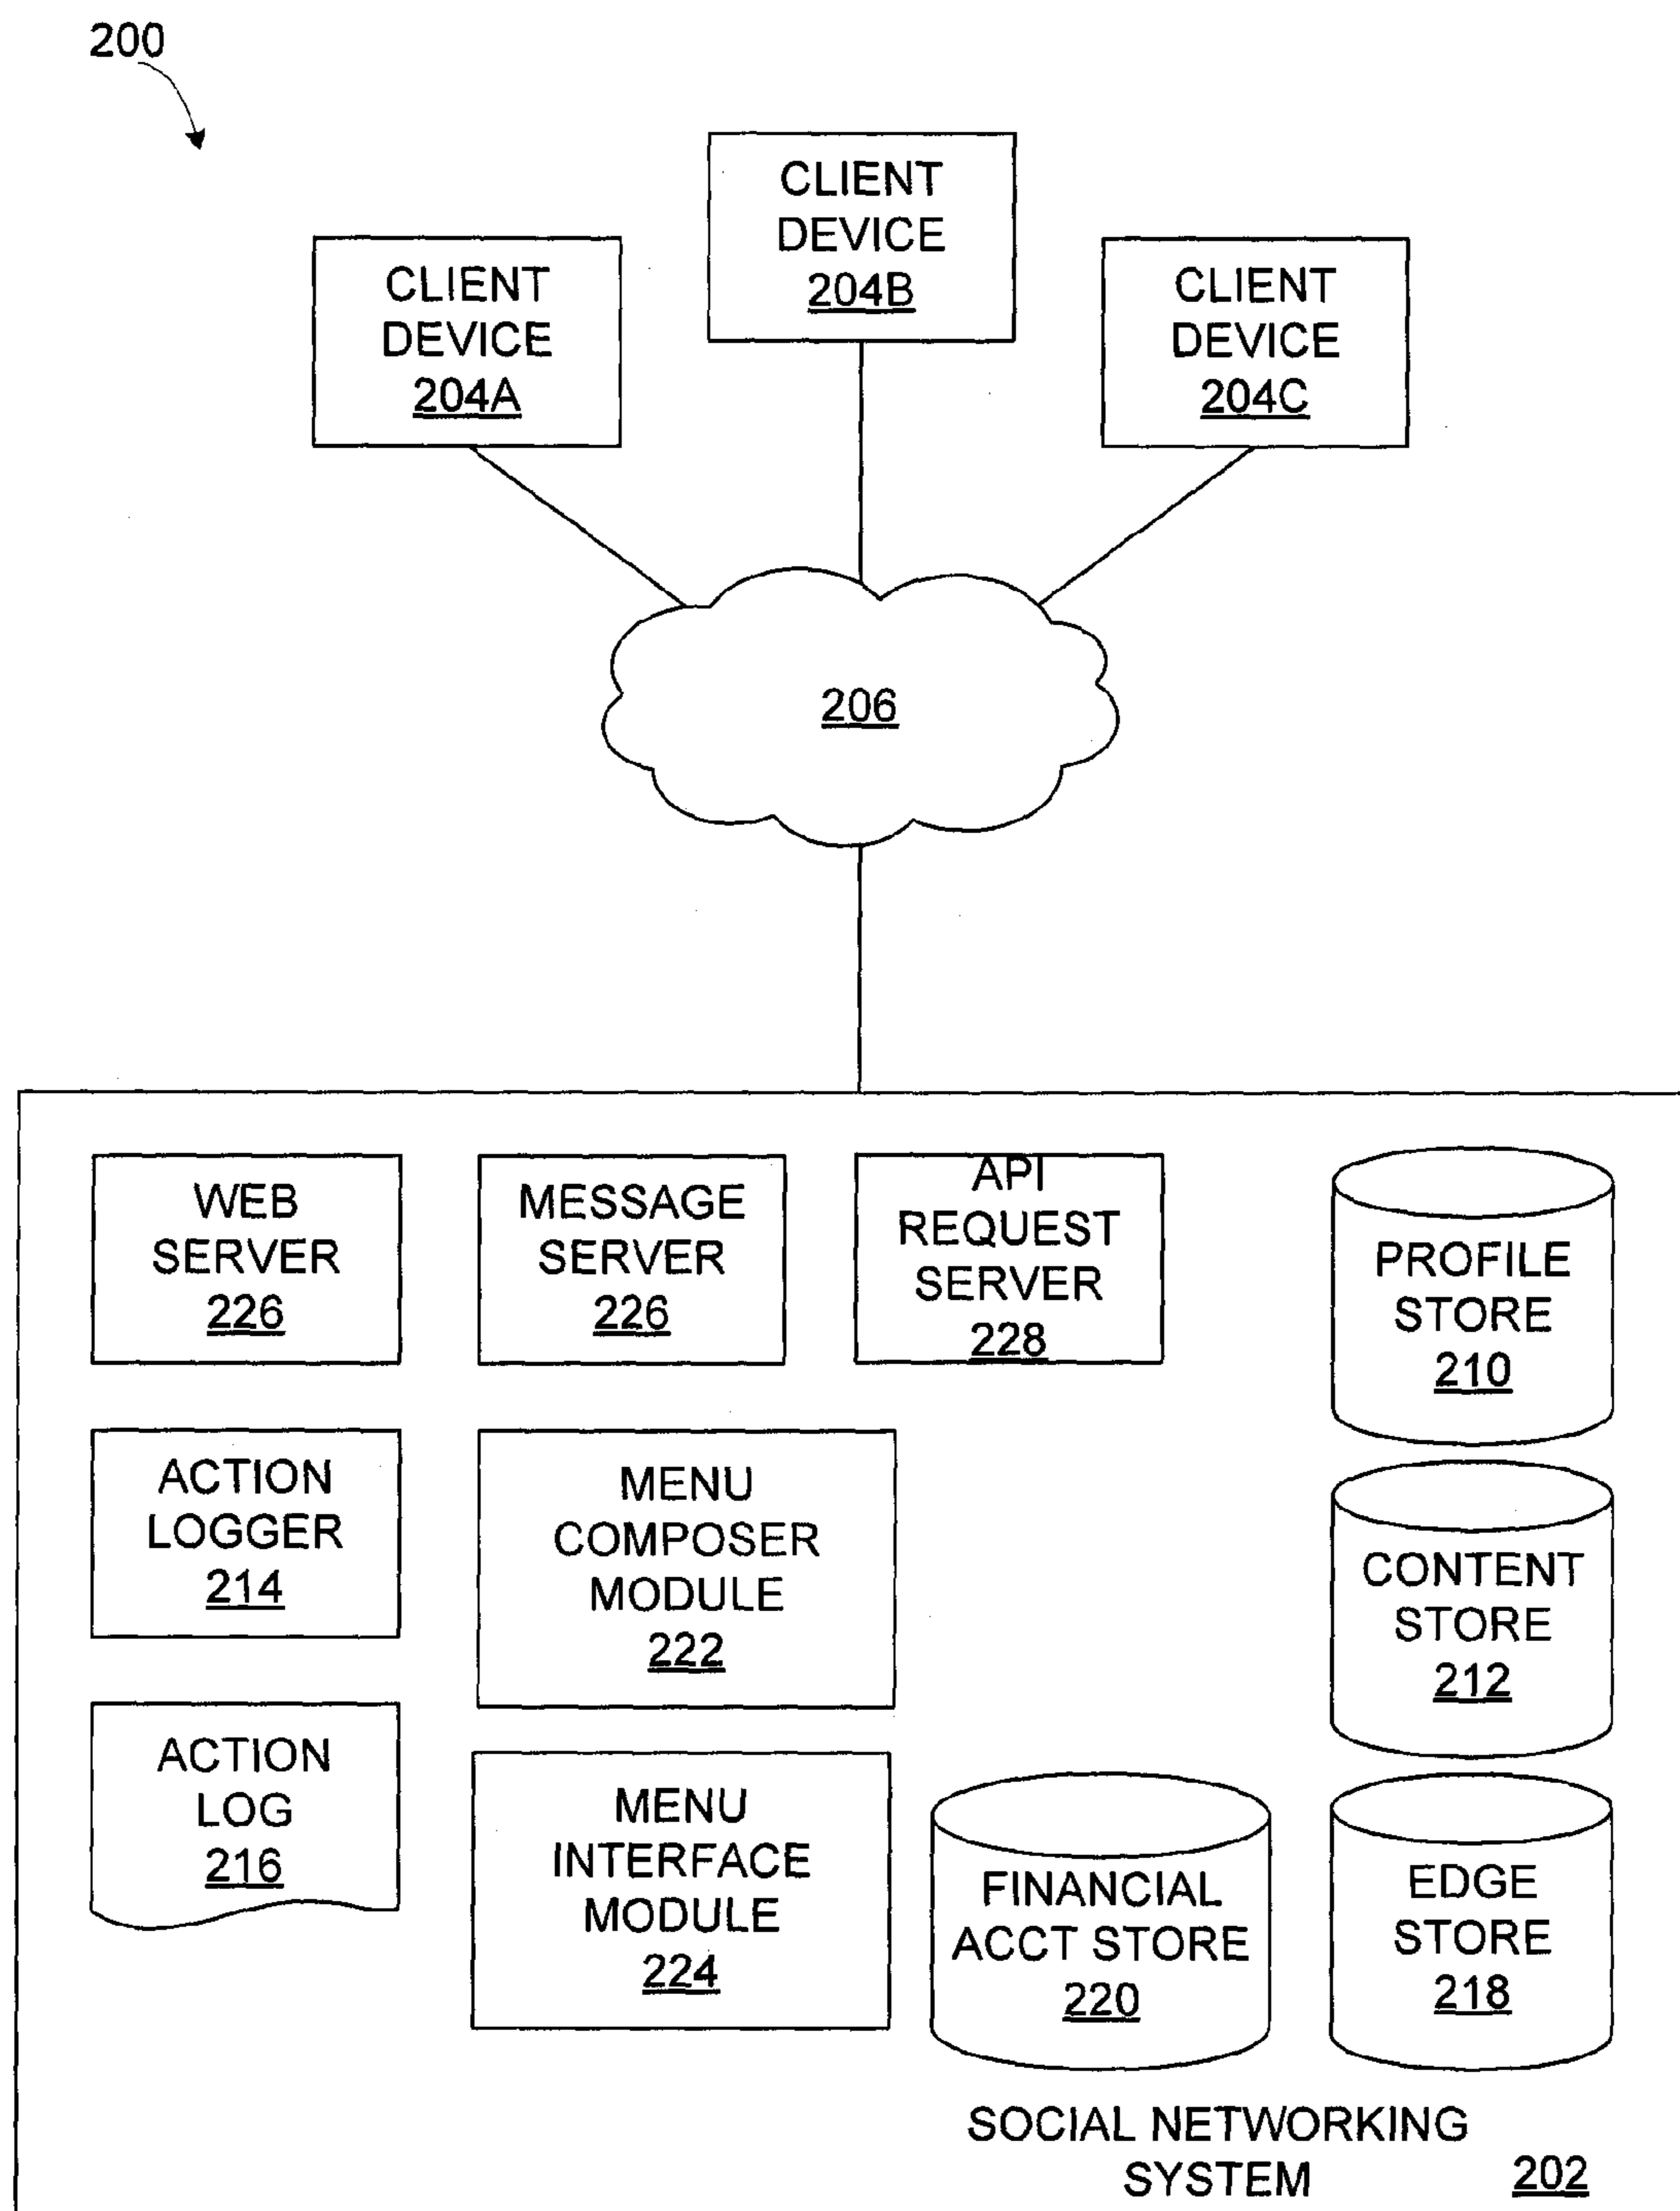 200
CLIENT
DEVICE
204A
CLIENT
DEVICE
204B
CLIENT
DEVICE
204C
206
WEB
SERVER
226
MESSAGE
SERVER
226
API
REQUEST
SERVER
228
PROFILE
STORE
210
ACTION
LOGGER
214
MENU
COMPOSER
MODULE
222
CONTENT
STORE
212
ACTION
LOG
216
MENU
INTERFACE
MODULE
224
FINANCIAL
ACCT STORE
220
EDGE
STORE
218
SOCIAL NETWORKING
SYSTEM
202